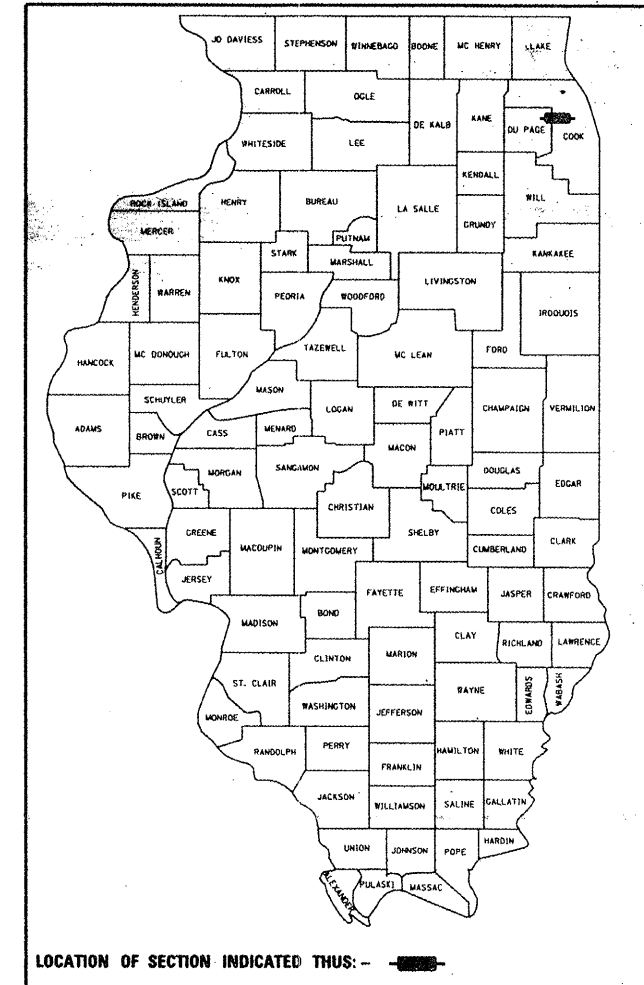 JO DAVIESS STEPHENSON WINNEBAGO BOONE MC HENRY LAKE
CARROLL OGLE DE KALB KANE DU PAGE COOK
WHITESIDE LEE
KENDALL
ROCK ISLAND HENRY BUREAU LA SALLE GRUNDY WILL
MERCER PUTNAM
STARK MARSHALL KANKAKEE
HENDERSON WARREN KNOX PEORIA WOODFORD LIVINGSTON IROQUOIS
HANCOCK MC DONOUGH FULTON TAZEWELL MC LEAN FORD
MASON
SCHUYLER LOGAN DE WITT CHAMPAIGN VERMILION
ADAMS BROWN CASS MENARD MACON PIATT
PIKE SCOTT MORGAN SANGAMON CHRISTIAN MOULTRIE DOUGLAS EDGAR
COLES
CALHOUN GREENE MACOUPIN MONTGOMERY SHELBY CUMBERLAND CLARK
JERSEY FAYETTE EFFINGHAM JASPER CRAWFORD
MADISON BOND
CLAY RICHLAND LAWRENCE
CLINTON MARION
ST. CLAIR WAYNE EDWARDS WABASH
MONROE WASHINGTON JEFFERSON
RANDOLPH PERRY HAMILTON WHITE
FRANKLIN
JACKSON WILLIAMSON SALINE GALLATIN
UNION JOHNSON POPE HARDIN
ALEXANDER PULASKI MASSAC
LOCATION OF SECTION INDICATED THUS: -